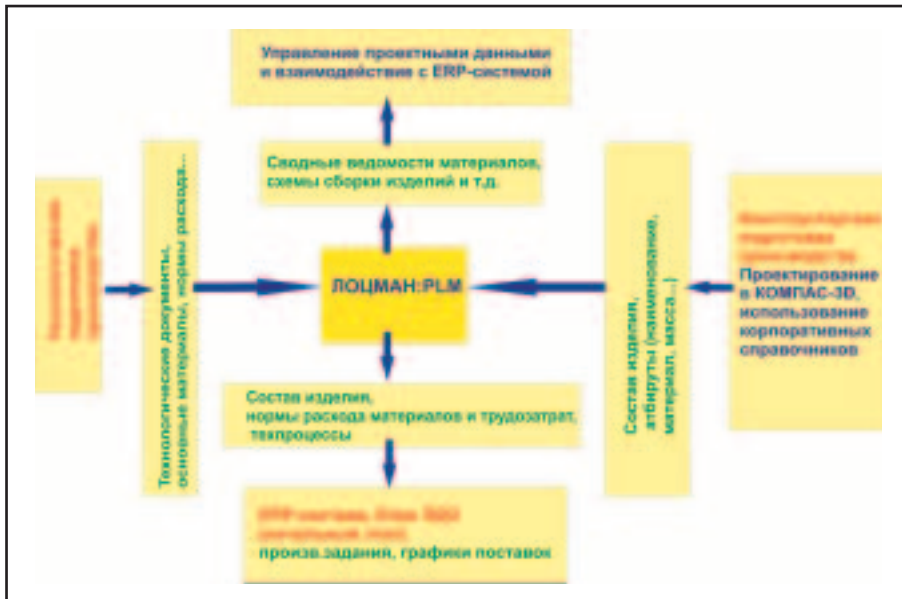 Управление проектными данными
и взаимодействие с ERP-системой
Сводные ведомости материалов,
схемы сборки изделий и т.д.
Технологические документы,
основные материалы, нормы расхода...
ЛОЦМАН:PLM
Состав изделия,
атбируты (наименование,
материал, масса...)
Проектирование
в КОМПАС-3D,
использование
корпоративных
справочников
Состав изделия,
нормы расхода материалов и трудозатрат,
техпроцессы
произв.задания, графики поставок